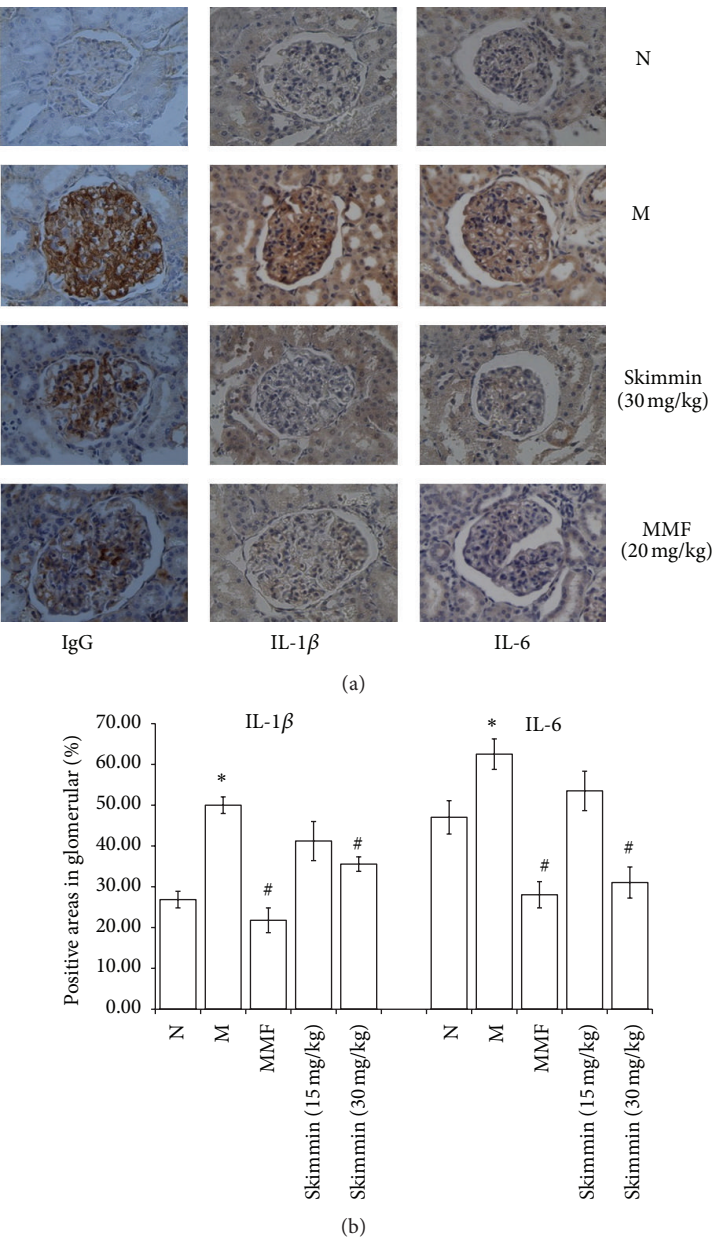 N
M
Skimmin
(30 mg/kg)
MMF
(20 mg/kg)
IgG
IL-1β
IL-6
(a)
IL-1β
IL-6
Positive areas in glomerular (%)
70.00
60.00
50.00
40.00
30.00
20.00
10.00
0.00
*
#
#
*
#
#
N
M
MMF
Skimmin (15 mg/kg)
Skimmin (30 mg/kg)
N
M
MMF
Skimmin (15 mg/kg)
Skimmin (30 mg/kg)
(b)